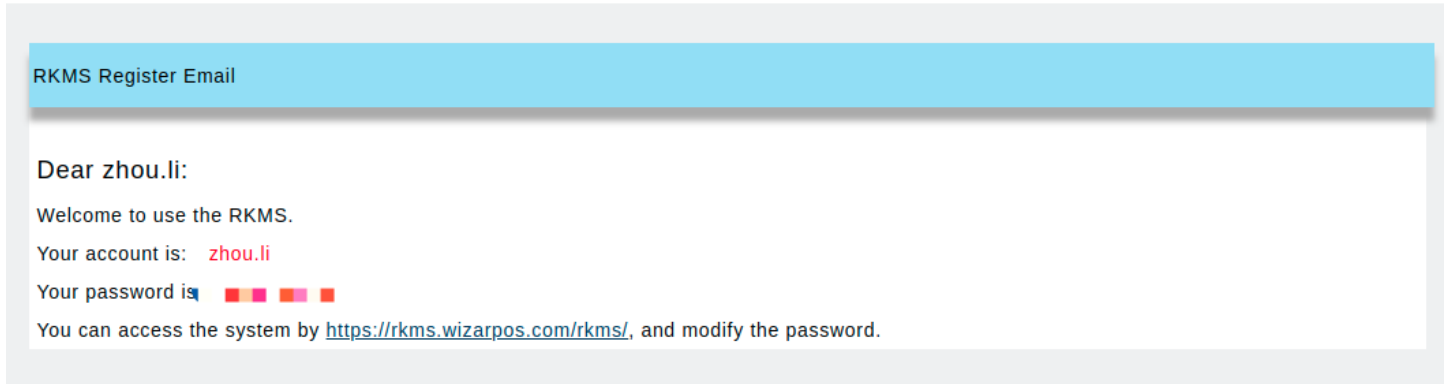 RKMS Register Email
Dear zhou.li:
Welcome to use the RKMS.
Your account is: zhou.li
Your password is
You can access the system by https://rkms.wizarpos.com/rkms/, and modify the password.